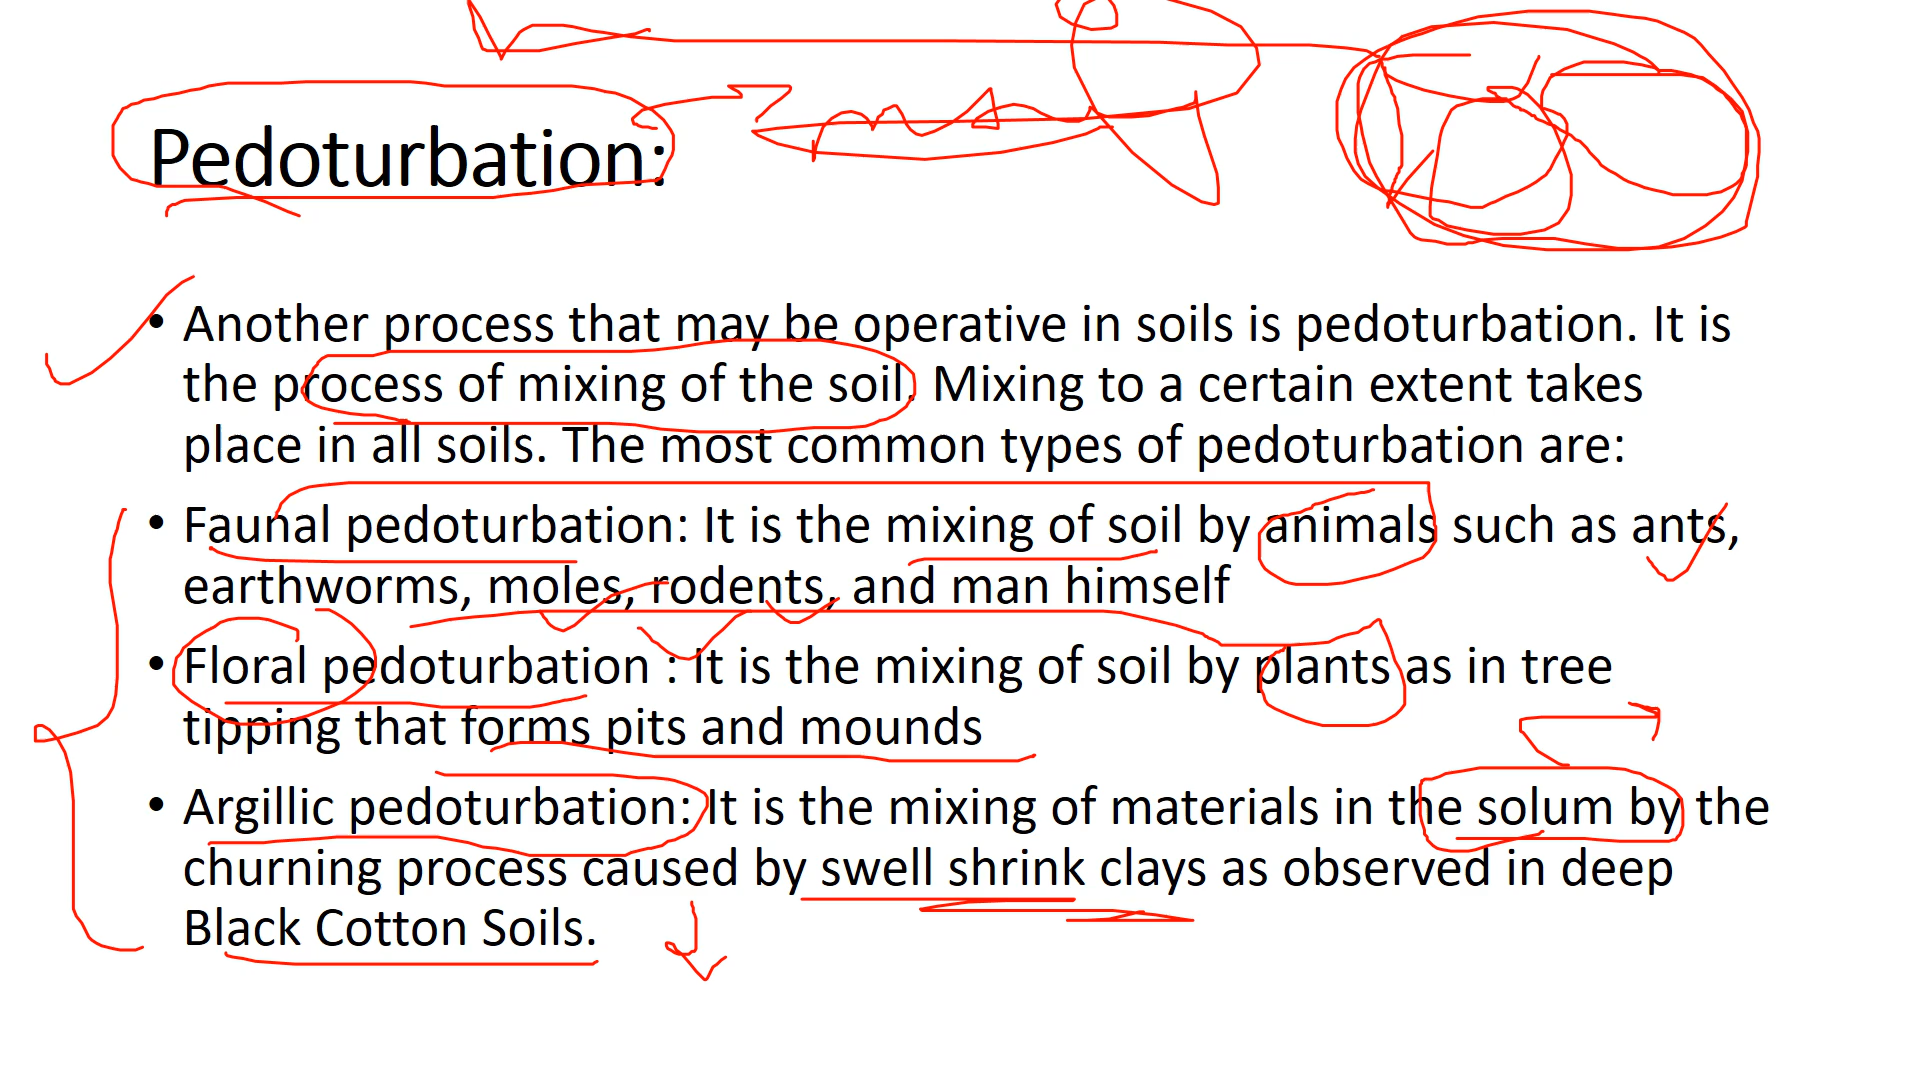 Pedoturbation:
• Another process that may be operative in soils is pedoturbation. It is
the process of mixing of the soil. Mixing to a certain extent takes
place in all soils. The most common types of pedoturbation are:
• Faunal pedoturbation: It is the mixing of soil by animals such as ants,
earthworms, moles, rodents, and man himself
• Floral pedoturbation : It is the mixing of soil by plants as in tree
tipping that forms pits and mounds
• Argillic pedoturbation: It is the mixing of materials in the solum by the
churning process caused by swell shrink clays as observed in deep
Black Cotton Soils.